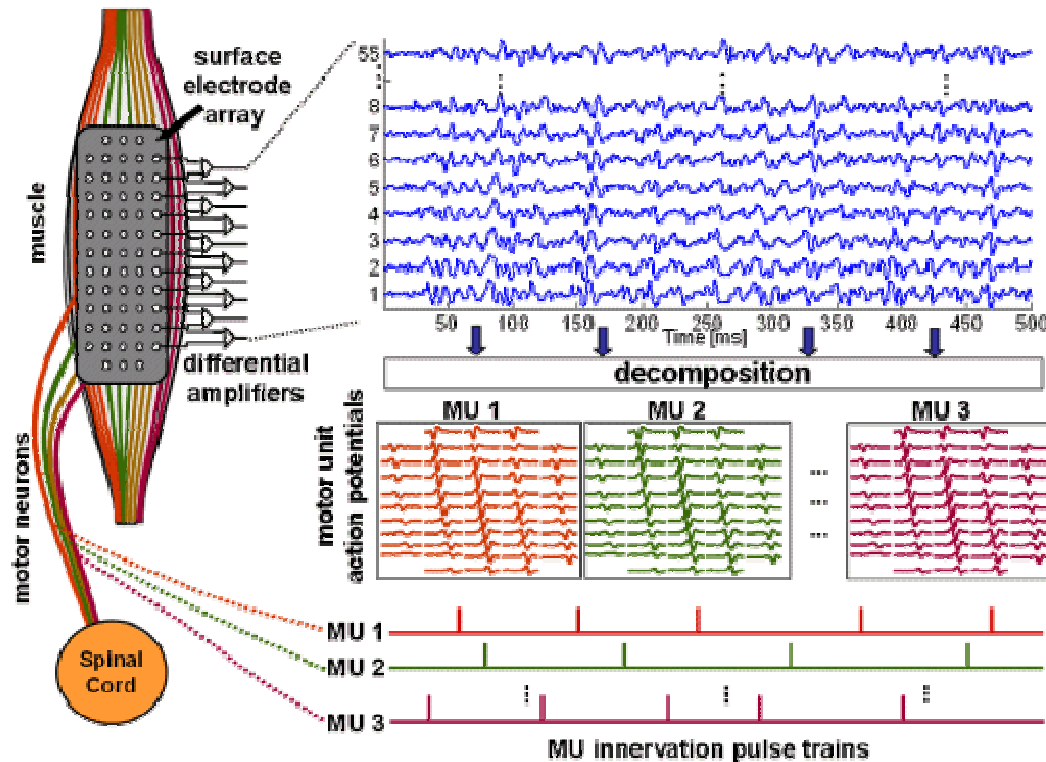 surface
electrode
array
muscle
differential
amplifiers
motor neurons
Spinal
Cord
55
8
7
6
5
4
3
2
1
50 100 150 200 250 300 350 400 450 500
Time [ms]
decomposition
MU 1 MU 2 MU 3
motor unit
action potentials
... 
...
...
MU 1
MU 2
MU 3
MU innervation pulse trains